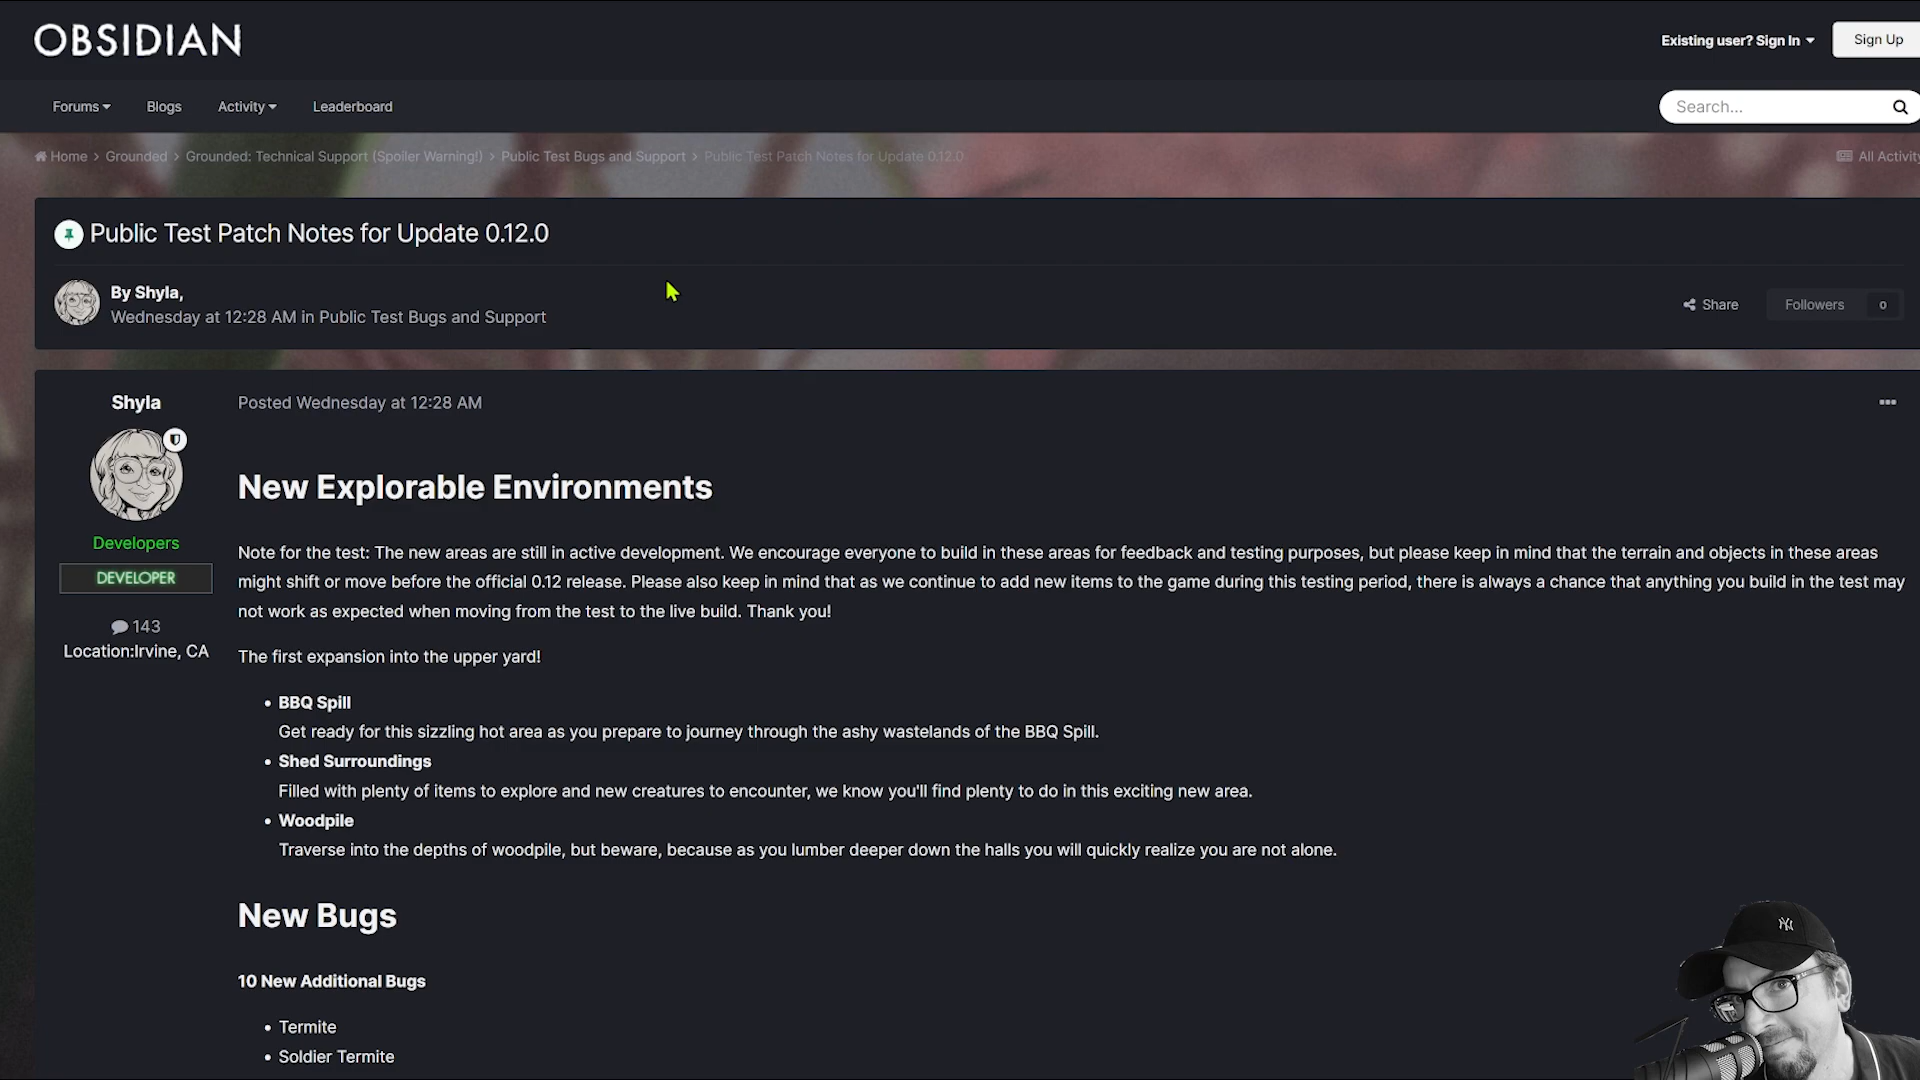 OBSIDIAN
Existing user? Sign In
Sign Up
Forums
Blogs
Activity
Leaderboard
Search...
Home > Grounded > Grounded: Technical Support (Spoiler Warning!) > Public Test Bugs and Support > Public Test Patch Notes for Update 0.12.0
All Activity
Public Test Patch Notes for Update 0.12.0
By Shyla,
Wednesday at 12:28 AM in Public Test Bugs and Support
Share
Followers 0
Shyla
Posted Wednesday at 12:28 AM
Developers
DEVELOPER
143
Location:Irvine, CA
New Explorable Environments
Note for the test: The new areas are still in active development. We encourage everyone to build in these areas for feedback and testing purposes, but please keep in mind that the terrain and objects in these areas
might shift or move before the official 0.12 release. Please also keep in mind that as we continue to add new items to the game during this testing period, there is always a chance that anything you build in the test may
not work as expected when moving from the test to the live build. Thank you!
The first expansion into the upper yard!
• BBQ Spill
Get ready for this sizzling hot area as you prepare to journey through the ashy wastelands of the BBQ Spill.
• Shed Surroundings
Filled with plenty of items to explore and new creatures to encounter, we know you'll find plenty to do in this exciting new area.
• Woodpile
Traverse into the depths of woodpile, but beware, because as you lumber deeper down the halls you will quickly realize you are not alone.
New Bugs
10 New Additional Bugs
• Termite
• Soldier Termite
NY